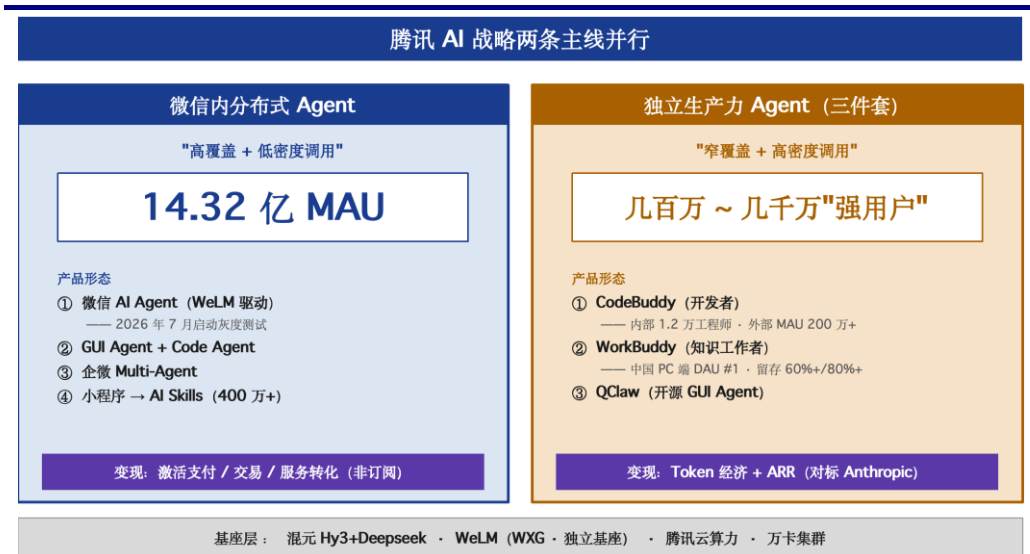 腾讯 AI 战略两条主线并行
微信内分布式 Agent
"高覆盖 + 低密度调用"
14.32 亿 MAU
产品形态
① 微信 AI Agent（WeLM 驱动）
—— 2026 年 7 月启动灰度测试
② GUI Agent + Code Agent
③ 企微 Multi-Agent
④ 小程序 → AI Skills（400 万+）
变现：激活支付 / 交易 / 服务转化（非订阅）
独立生产力 Agent（三件套）
"窄覆盖 + 高密度调用"
几百万 ~ 几千万"强用户"
产品形态
① CodeBuddy（开发者）
—— 内部 1.2 万工程师 · 外部 MAU 200 万+
② WorkBuddy（知识工作者）
—— 中国 PC 端 DAU #1 · 留存 60%+/80%+
③ QClaw（开源 GUI Agent）
变现：Token 经济 + ARR（对标 Anthropic）
基座层： 混元 Hy3+Deepseek · WeLM（WXG · 独立基座） · 腾讯云算力 · 万卡集群